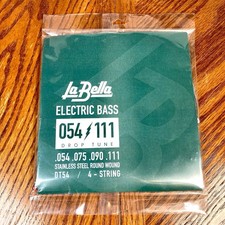 La Bella
ELECTRIC BASS
054 111
DROP TUNE
.054 .075 .090 .111
STAINLESS STEEL ROUND WOUND
DT54 / 4-STRING